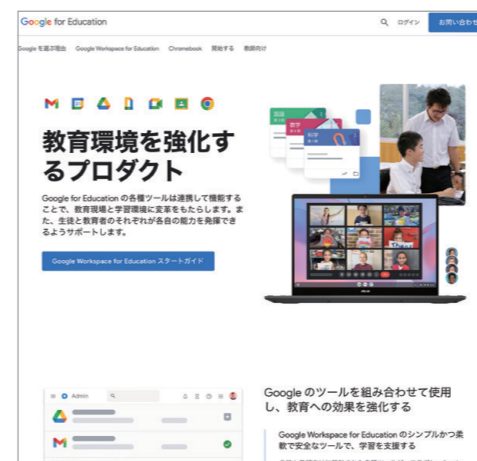 Google for Education
ログイン
お問い合わせ
Google を選ぶ理由 Google Workspace for Education Chromebook 開始する 教師向け
教育環境を強化す
るプロダクト
Google for Education の各種ツールは連携して機能する
ことで、教育現場と学習環境に変革をもたらします。ま
た、生徒と教育者のそれぞれが各自の能力を発揮でき
るようサポートします。
Google Workspace for Education スタートガイド
国語
数学
科学
Admin
Google のツールを組み合わせて使用
し、教育への効果を強化する
Google Workspace for Education のシンプルかつ柔
軟で安全なツールで、学習を支援する